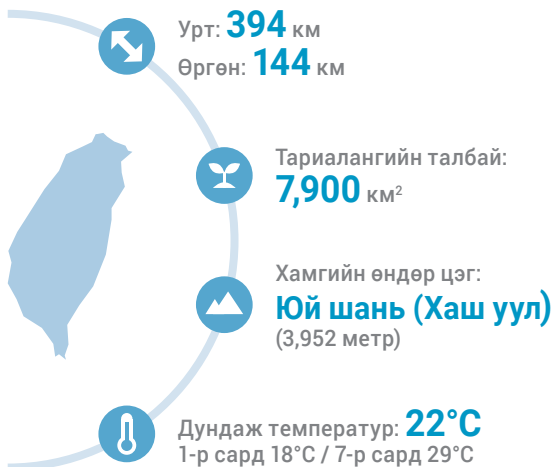 Урт: 394 км
Өргөн: 144 км
Тариалангийн талбай:
7,900 км²
Хамгийн өндөр цэг:
Юй шань (Хаш уул)
(3,952 метр)
Дундаж температур: 22°C
1-р сард 18°C / 7-р сард 29°C